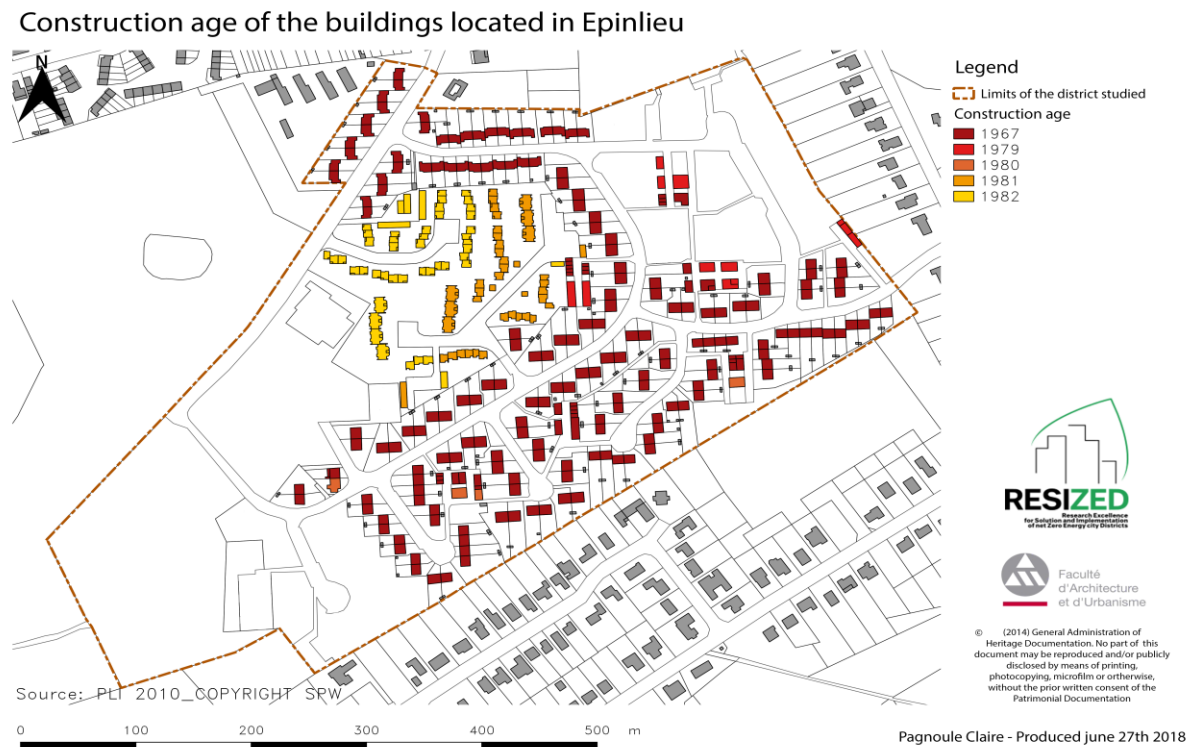 Construction age of the buildings located in Epinlieu
N
Legend
Limits of the district studied
Construction age
1967
1979
1980
1981
1982
RESIZED
Research Excellence
for Solution and Implementation
of net Zero Energy city Districts
Faculté
d'Architecture
et d'Urbanisme
© (2014) General Administration of
Heritage Documentation. No part of this
document may be reproduced and/or publicly
disclosed by means of printing,
photocopying, microfilm or ortherwise,
without the prior written consent of the
Patrimonial Documentation
Source: PLI 2010_COPYRIGHT SPW
0 100 200 300 400 500 m
Pagnoule Claire - Produced june 27th 2018